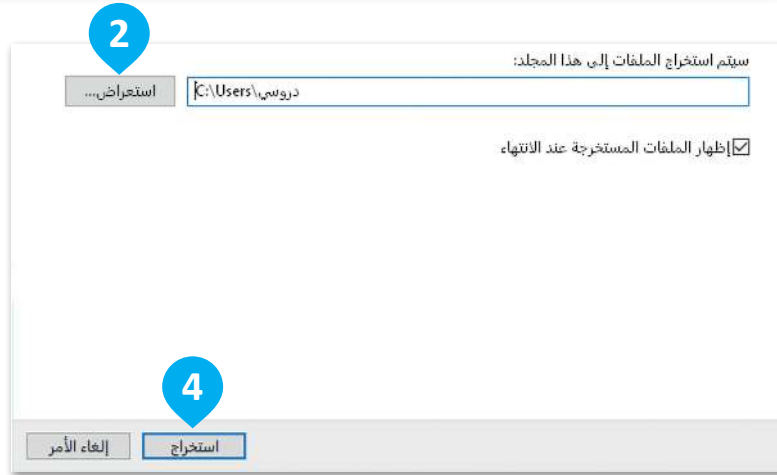 2
سيتم استخراج الملفات إلى هذا المجلد:
C:\Users\دروسي
استعراض...
إظهار الملفات المستخرجة عند الانتهاء
4
استخراج
إلغاء الأمر